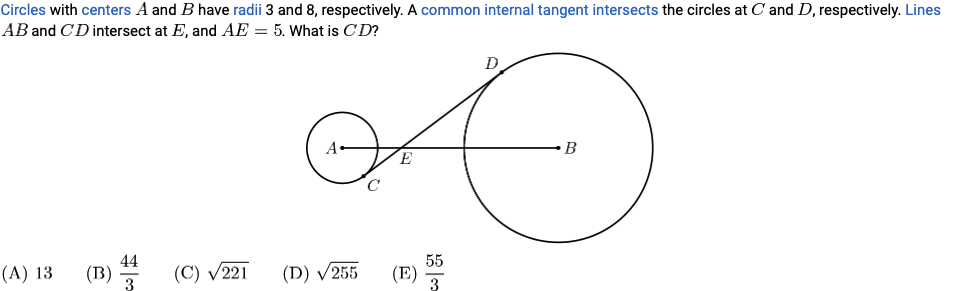 Circles with centers A and B have radii 3 and 8, respectively. A common internal tangent intersects the circles at C and D, respectively. Lines
AB and CD intersect at E, and AE = 5. What is CD?
D
A
B
E
C
(A) 13 (B) 44/3 (C) √221 (D) √255 (E) 55/3